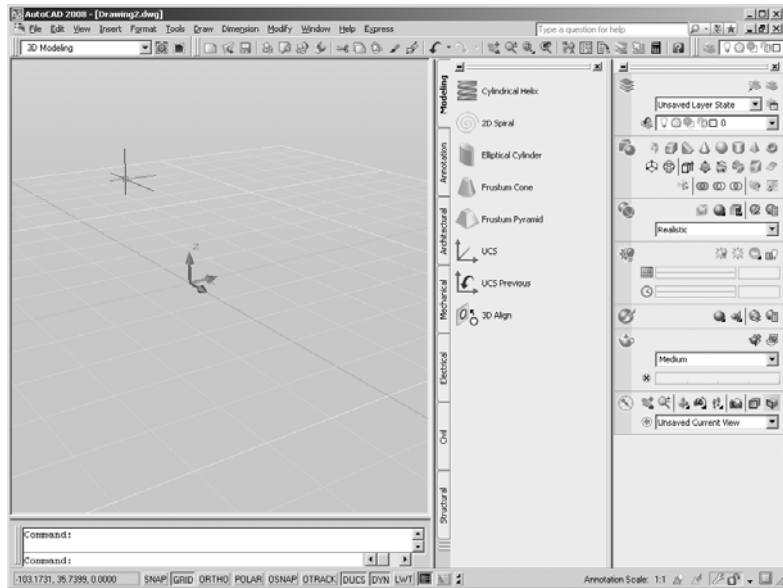 AutoCAD 2008 - [Drawing2.dwg]
File Edit View Insert Format Tools Draw Dimension Modify Window Help Express
Type a question for help
3D Modeling
Modeling
Annotation
Architectural
Mechanical
Electrical
Civil
Structural
Cylindrical Helix
2D Spiral
Elliptical Cylinder
Frustum Cone
Frustum Pyramid
UCS
UCS Previous
3D Align
Unsaved Layer State
0
Realistic
Medium
Unsaved Current View
Z
Command:
Command:
-103.1731, 35.7399, 0.0000 SNAP GRID ORTHO POLAR OSNAP OTRACK DUCS DYN LWT
Annotation Scale: 1:1